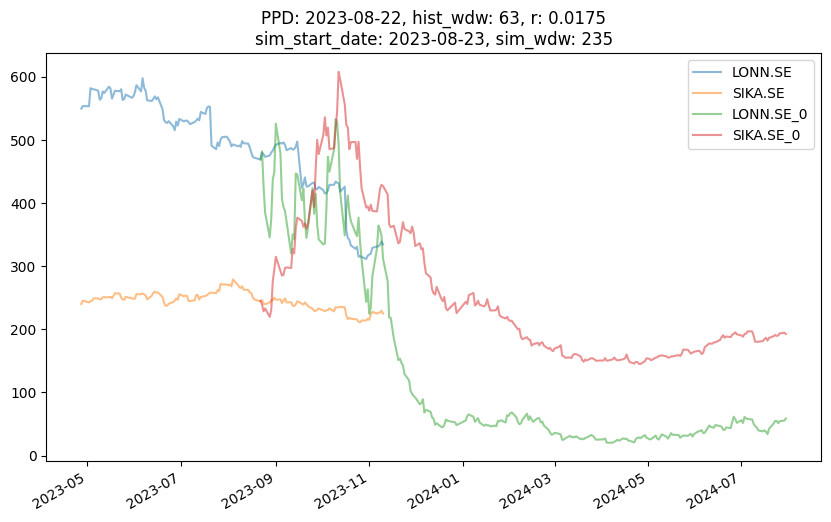 PPD: 2023-08-22, hist_wdw: 63, r: 0.0175
sim_start_date: 2023-08-23, sim_wdw: 235
LONN.SE
SIKA.SE
LONN.SE_0
SIKA.SE_0
600
500
400
300
200
100
0
2023-05
2023-07
2023-09
2023-11
2024-01
2024-03
2024-05
2024-07